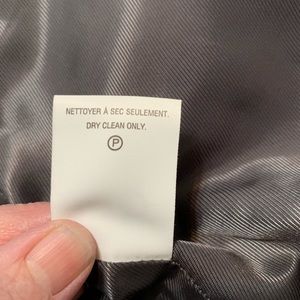 NETTOYER À SEC SEULEMENT.
DRY CLEAN ONLY.
P